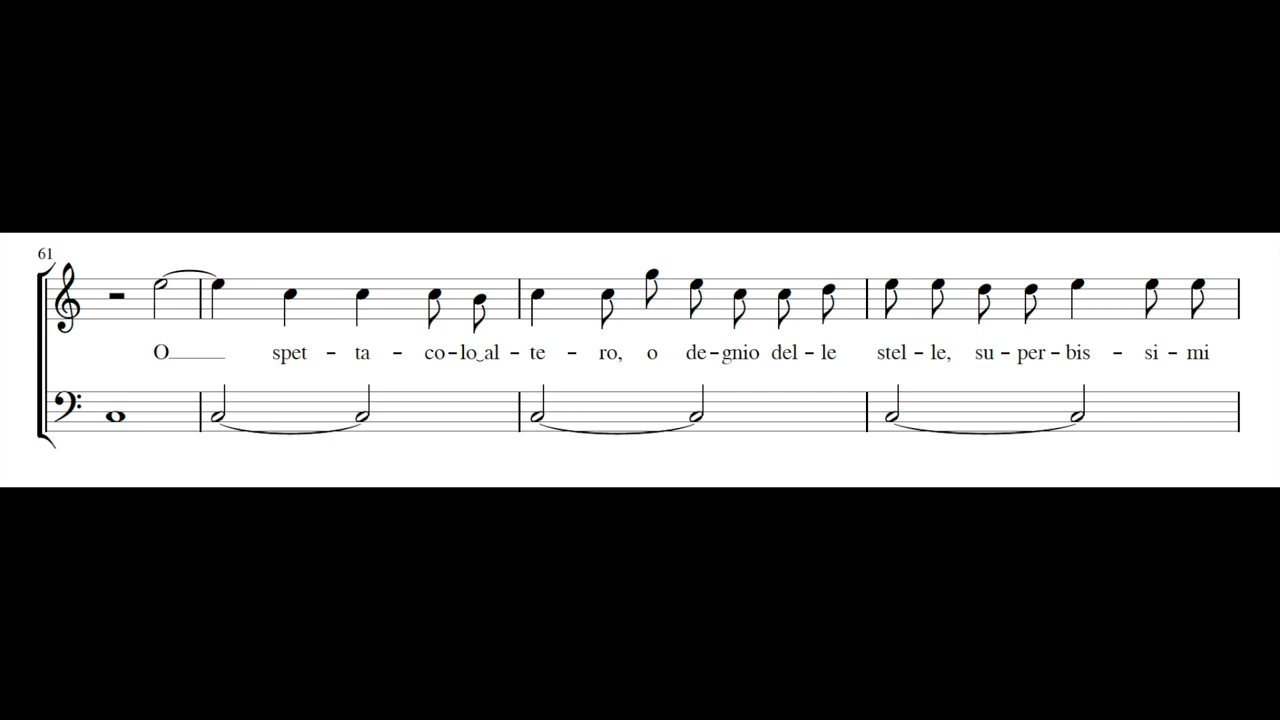 61
O spet - ta - co - lo‿al - te - ro, o de - gnio del - le stel - le, su - per - bis - si - mi